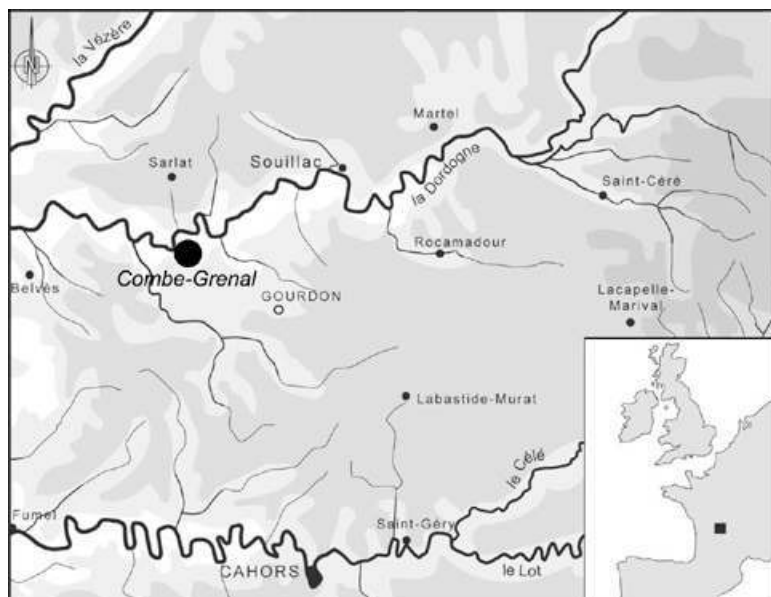 la Vézère
N
Martel
Sarlat
Souillac
la Dordogne
Saint-Céré
Rocamadour
Combe-Grenal
Belvès
GOURDON
Lacapelle-
Marival
Labastide-Murat
le Célé
Fumel
Saint-Géry
CAHORS
le Lot